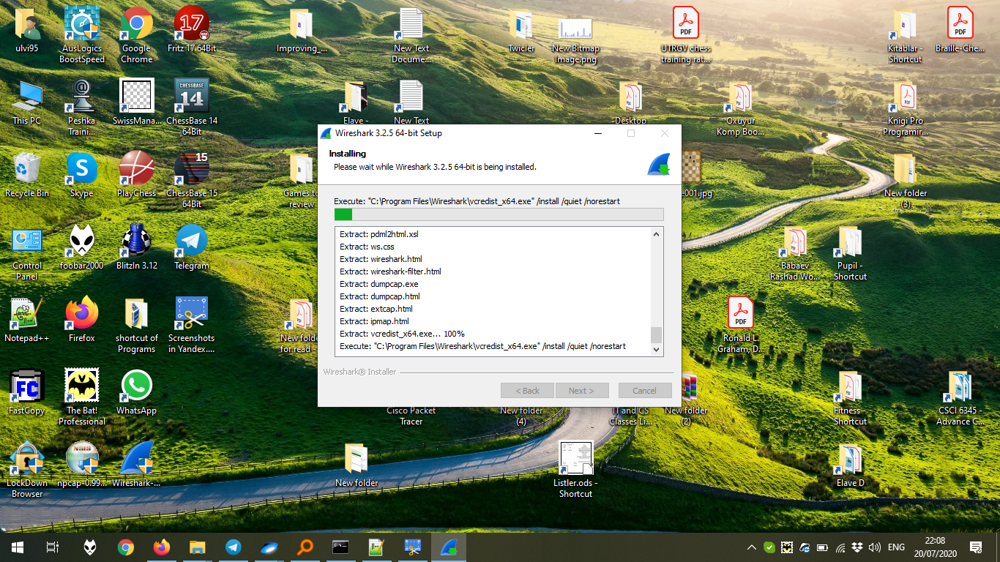 ulvi95
AusLogics
BoostSpeed
Google
Chrome
17
Fritz 17 64Bit
Improving_...
New Text
Docume...
Twicler
New Bitmap
Image.png
PDF
UTRGV chess
training rat...
Kitablar -
Shortcut
PDF
Braille-Che...
This PC
Peshka
Traini...
SwissMana...
CHESSBASE
14
ChessBase 14
64Bit
Elave -
New Text
Desktop
Oxuyur
Komp Boo...
Knigi Pro
Programir...
Recycle Bin
Skype
PlayChess
15
ChessBase 15
64Bit
Games to
review
e001.jpg
New folder
(3)
Control
Panel
foobar2000
BlitzIn 3.12
Telegram
Babaev
Rashad Wo...
Pupil -
Shortcut
Notepad++
Firefox
shortcut of
Programs
Screenshots
in Yandex....
New folde
for read -
PDF
Ronald L.
Graham, D...
FC
FastCopy
The Bat!
Professional
WhatsApp
Cisco Packet
Tracer
New folder
(4)
IT and CS
Classes Li...
New folder
(2)
Fitness -
Shortcut
CSCI 6345 -
Advance C...
LockDown
Browser
npcap-0.99...
Wireshark-...
New folder
Listler.ods -
Shortcut
Elave D
Wireshark 3.2.5 64-bit Setup
Installing
Please wait while Wireshark 3.2.5 64-bit is being installed.
Execute: "C:\Program Files\Wireshark\vcredist_x64.exe" /install /quiet /norestart
Extract: pdml2html.xsl
Extract: ws.css
Extract: wireshark.html
Extract: wireshark-filter.html
Extract: dumpcap.exe
Extract: dumpcap.html
Extract: extcap.html
Extract: ipmap.html
Extract: vcredist_x64.exe... 100%
Execute: "C:\Program Files\Wireshark\vcredist_x64.exe" /install /quiet /norestart
Wireshark® Installer
< Back
Next >
Cancel
ENG
22:08
20/07/2020